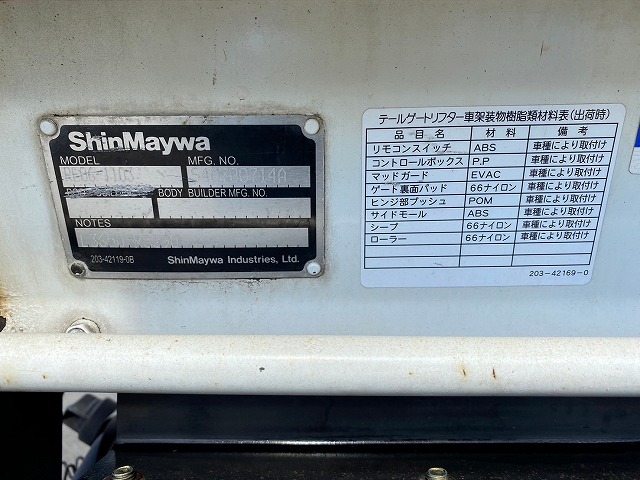 ShinMaywa
MODEL
MFG. NO.
BODY BUILDER MFG. NO.
NOTES
203-42119-0B
ShinMaywa Industries, Ltd.
テールゲートリフター車架装物樹脂類材料表(出荷時)
品名 材料 備考
リモコンスイッチ ABS 車種により取付け
コントロールボックス P.P 車種により取付け
マッドガード EVAC 車種により取付け
ゲート裏面パッド 66ナイロン 車種により取付け
ヒンジ部ブッシュ POM 車種により取付け
サイドモール ABS 車種により取付け
シーブ 66ナイロン 車種により取付け
ローラー 66ナイロン 車種により取付け
203-42169-0